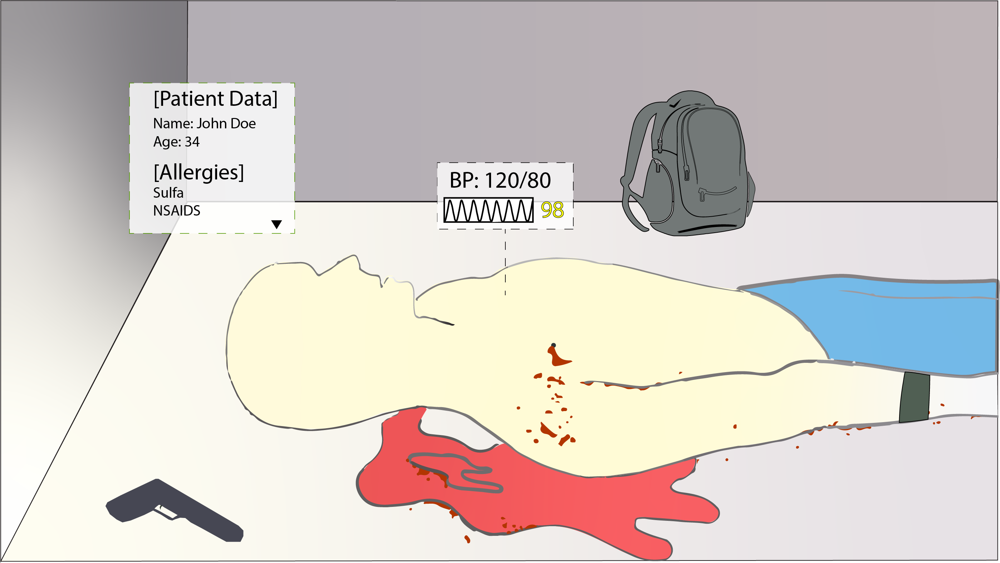 [Patient Data]
Name: John Doe
Age: 34
[Allergies]
Sulfa
NSAIDS
BP: 120/80
98